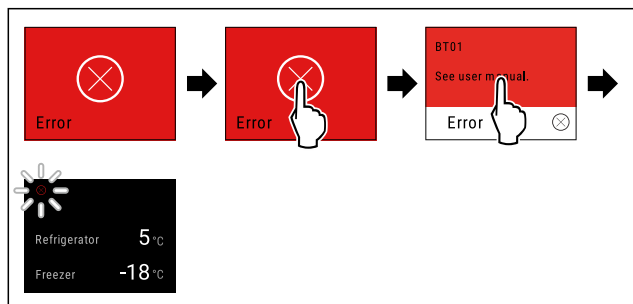 Error
Error
BT01
See user manual.
Error
Refrigerator 5 °C
Freezer -18 °C